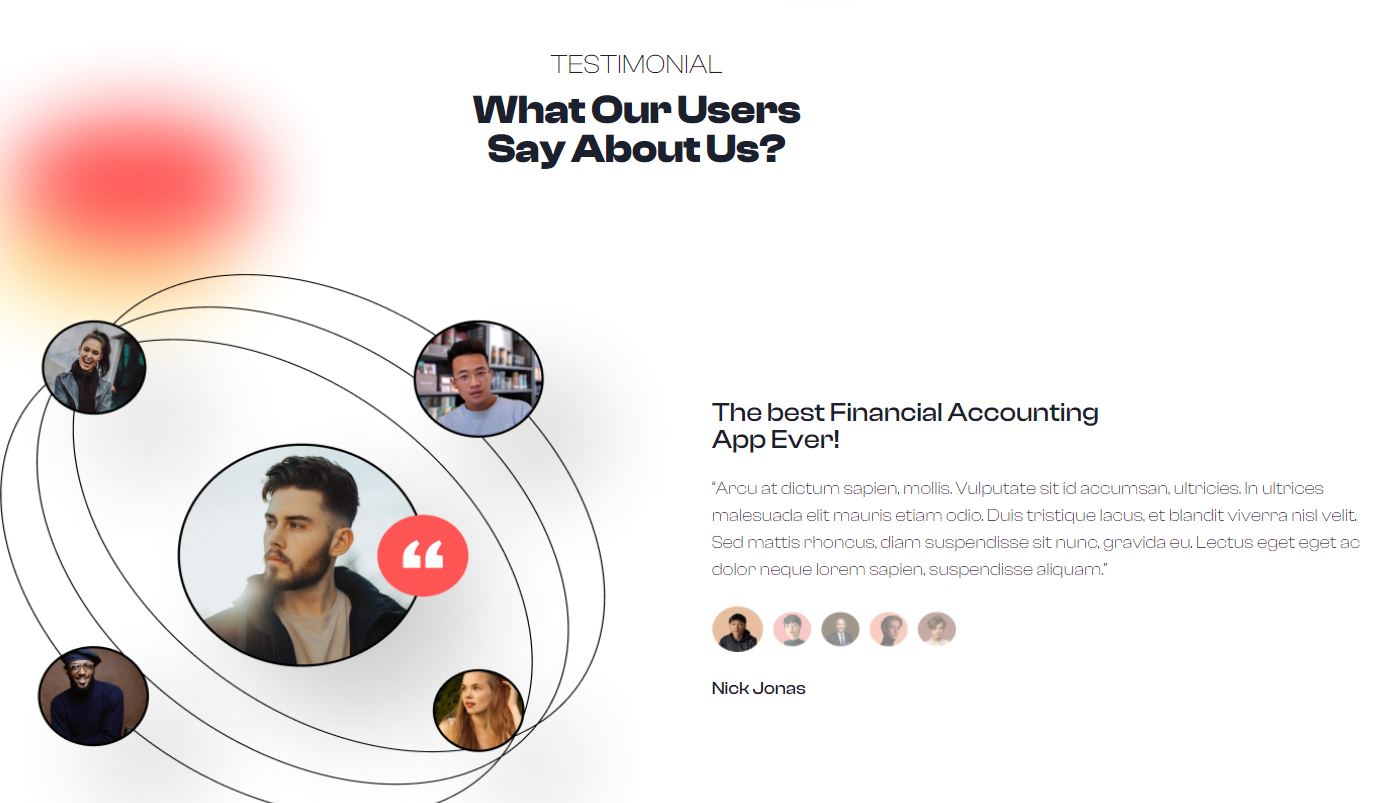 TESTIMONIAL
What Our Users
Say About Us?
The best Financial Accounting
App Ever!
“Arcu at dictum sapien, mollis. Vulputate sit id accumsan, ultricies. In ultrices
malesuada elit mauris etiam odio. Duis tristique lacus, et blandit viverra nisl velit.
Sed mattis rhoncus, diam suspendisse sit nunc, gravida eu. Lectus eget eget ac
dolor neque lorem sapien, suspendisse aliquam.”
Nick Jonas